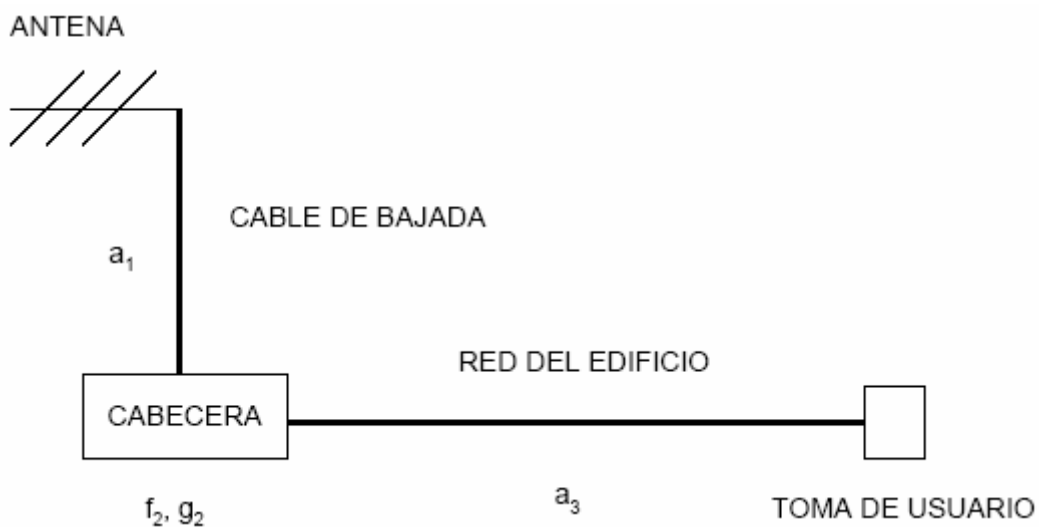 ANTENA
CABLE DE BAJADA
a₁
RED DEL EDIFICIO
CABECERA
f₂, g₂
a₃
TOMA DE USUARIO